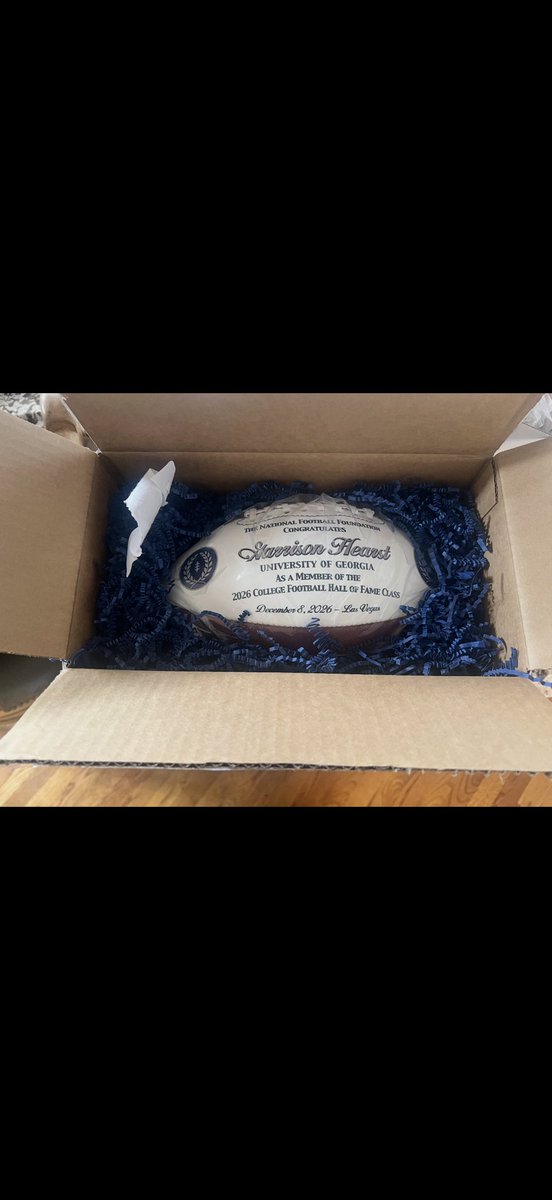 The National Football Foundation
Congratulates
Garrison Hearst
University of Georgia
As a Member of the
2026 College Football Hall of Fame Class
December 8, 2026 – Las Vegas